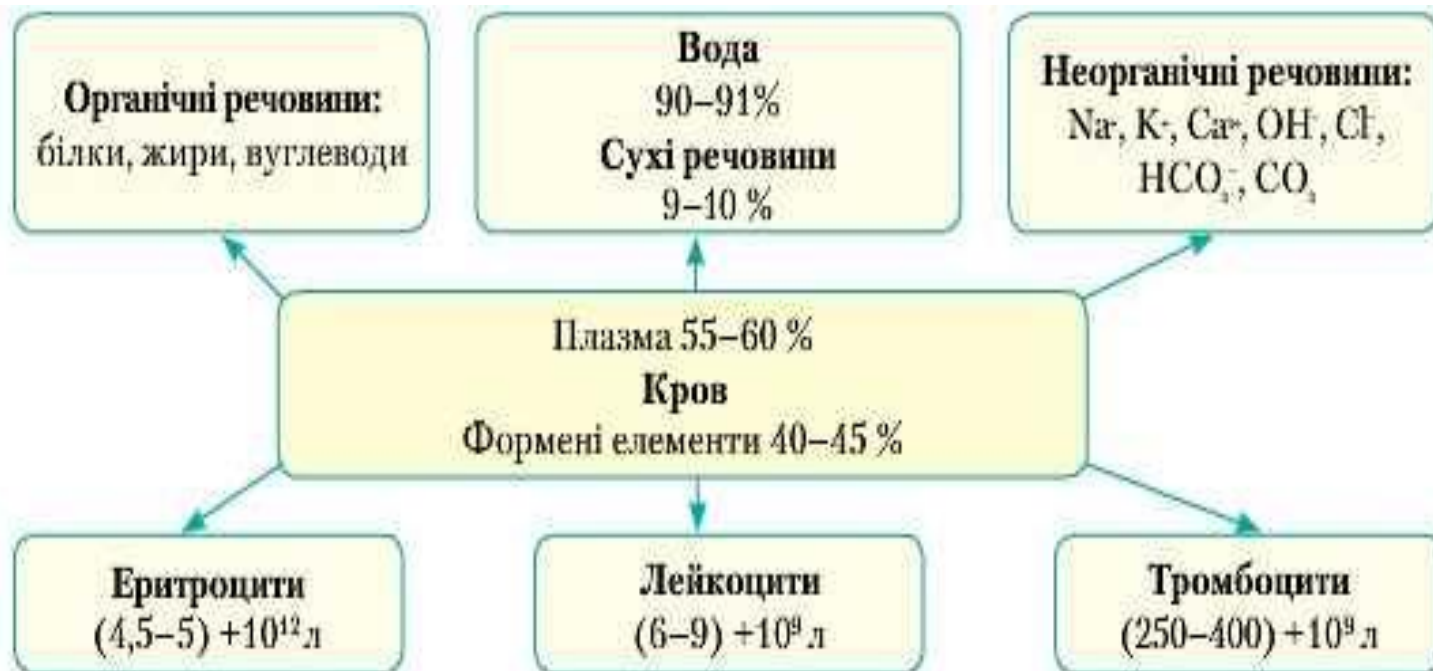 Органічні речовини:
білки, жири, вуглеводи
Вода
90–91%
Сухі речовини
9–10 %
Неорганічні речовини:
Na⁺, K⁺, Ca²⁺, OH⁻, Cl⁻,
HCO₃⁻, CO₃
Плазма 55–60 %
Кров
Формені елементи 40–45 %
Еритроцити
(4,5–5) +10¹² л
Лейкоцити
(6–9) +10⁹ л
Тромбоцити
(250–400) +10⁹ л